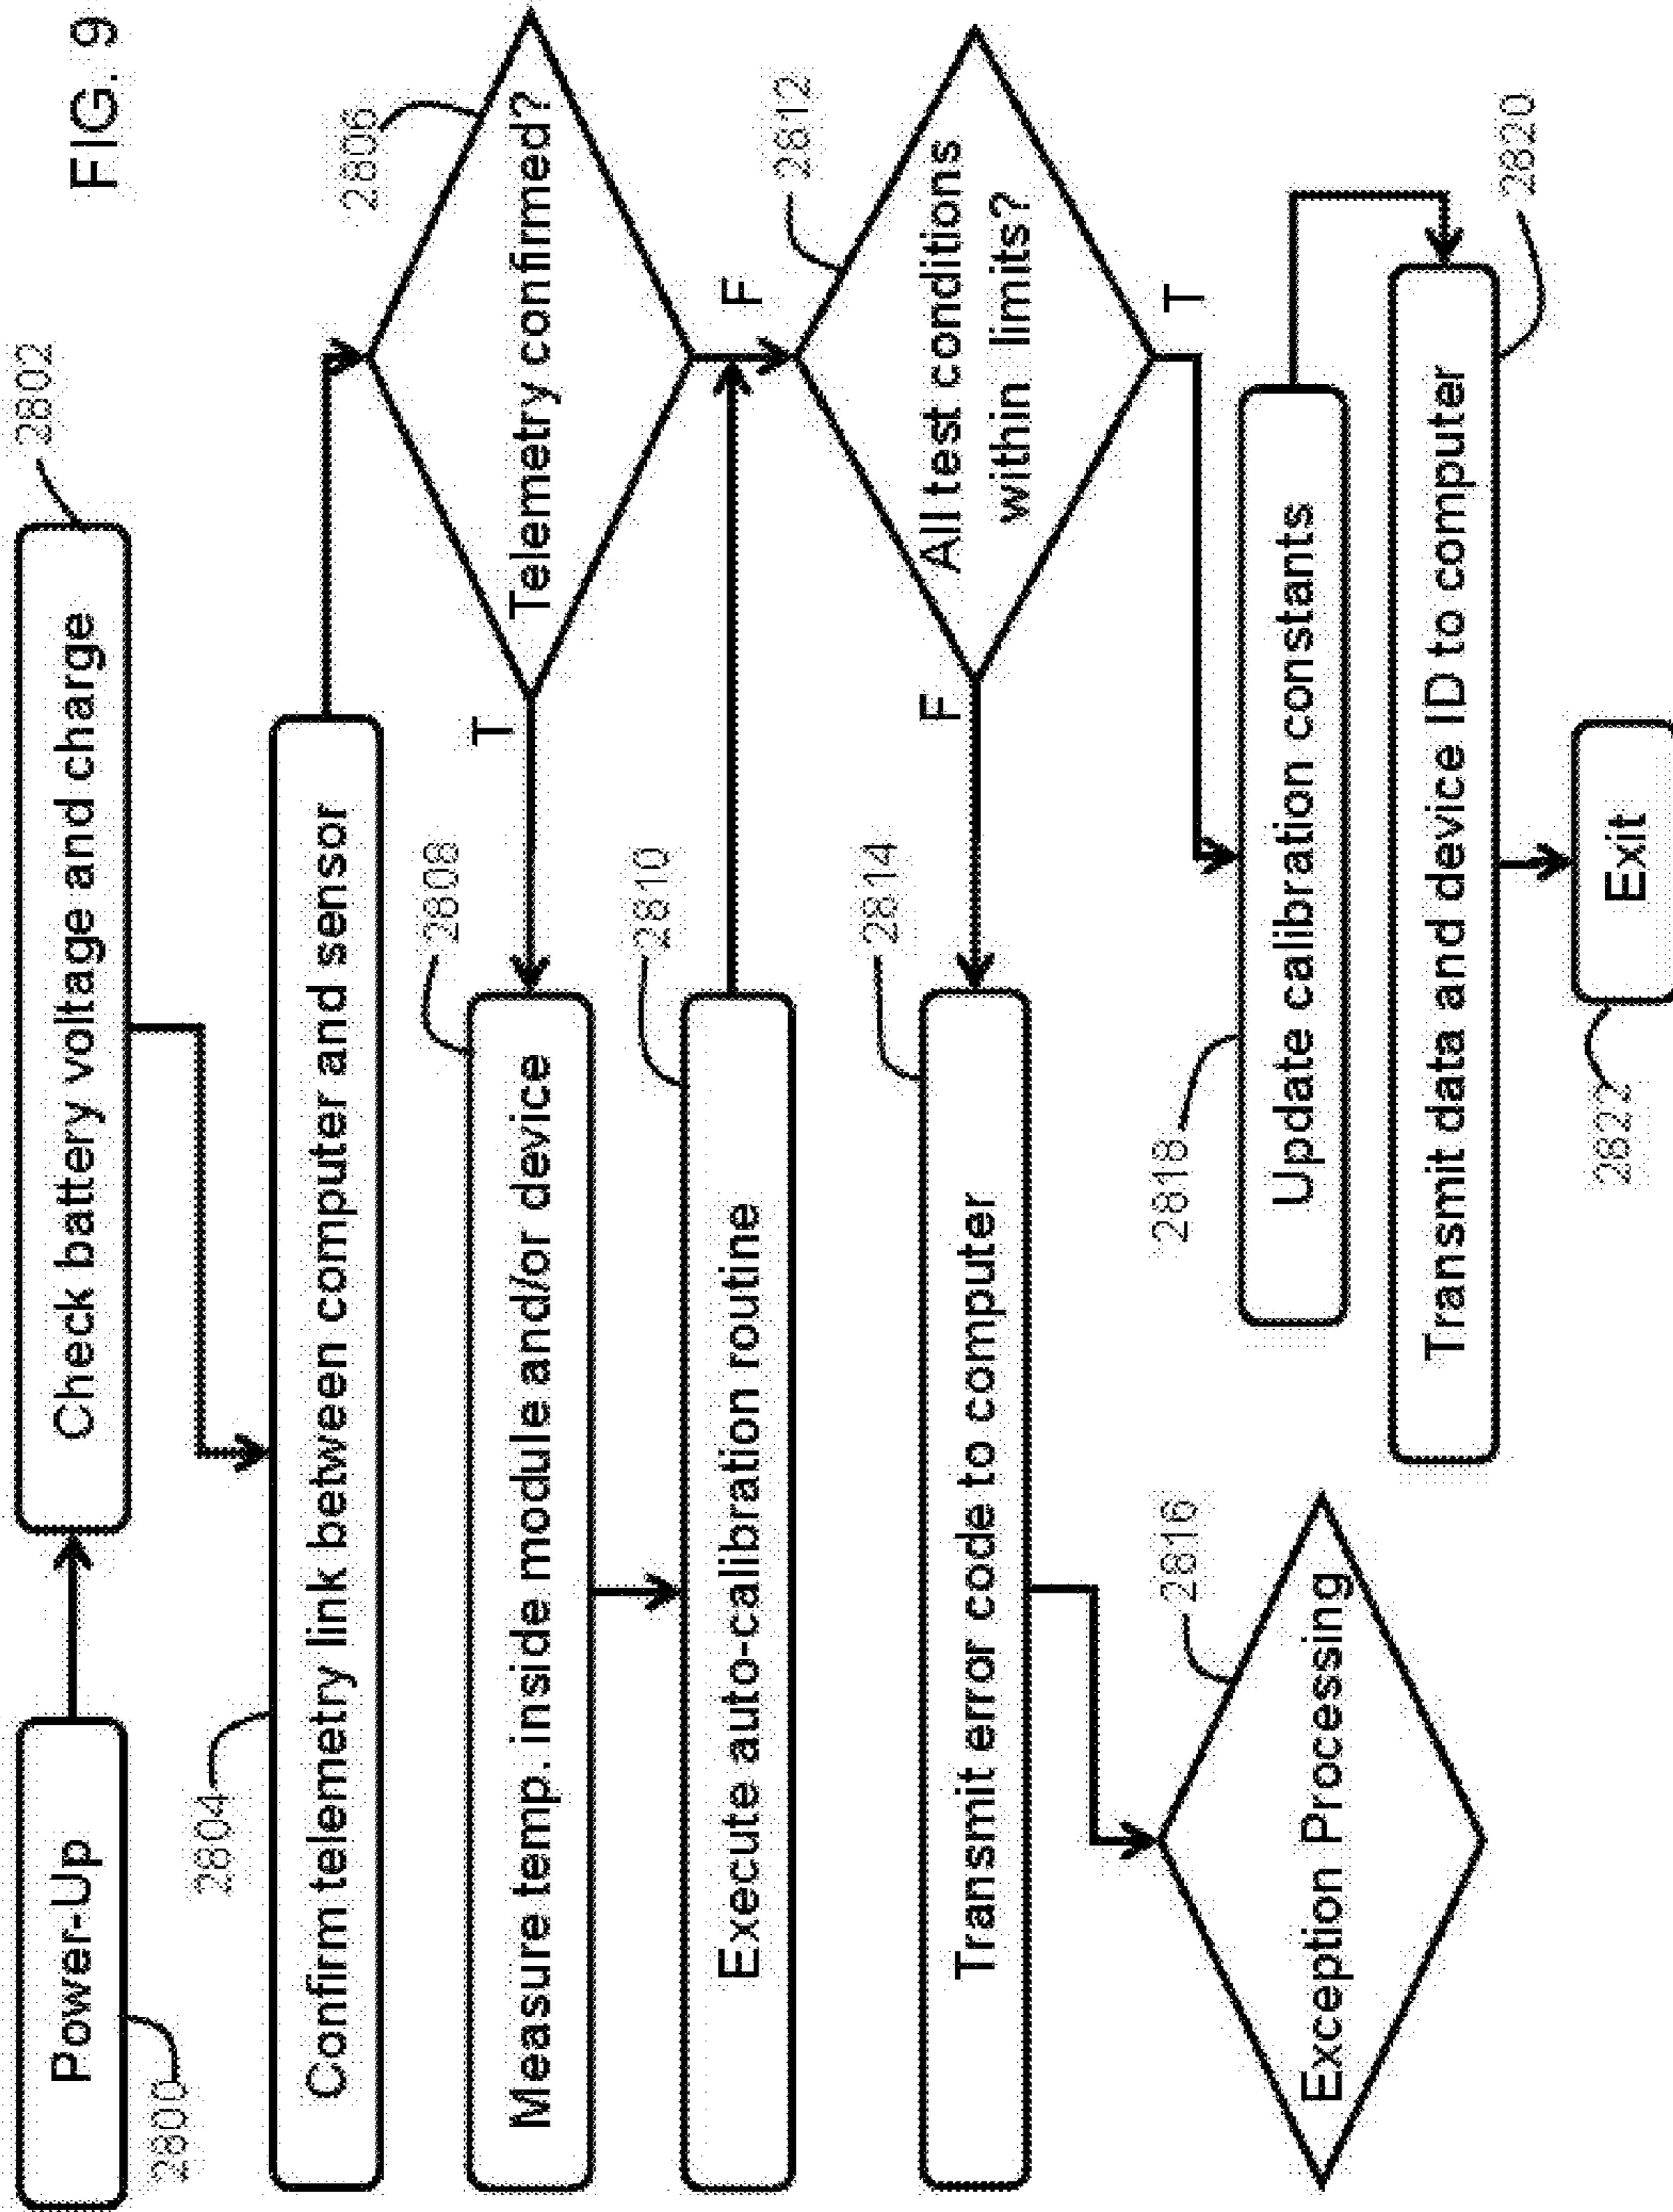 FIG. 9
Power-Up
2800
Check battery voltage and charge
2802
2804
Confirm telemetry link between computer and sensor
2806
Telemetry confirmed?
T
F
2808
Measure temp. inside module and/or device
2810
Execute auto-calibration routine
2812
All test conditions
within limits?
F
T
2814
Transmit error code to computer
2816
Exception Processing
2818
Update calibration constants
Transmit data and device ID to computer
2820
Exit
2822